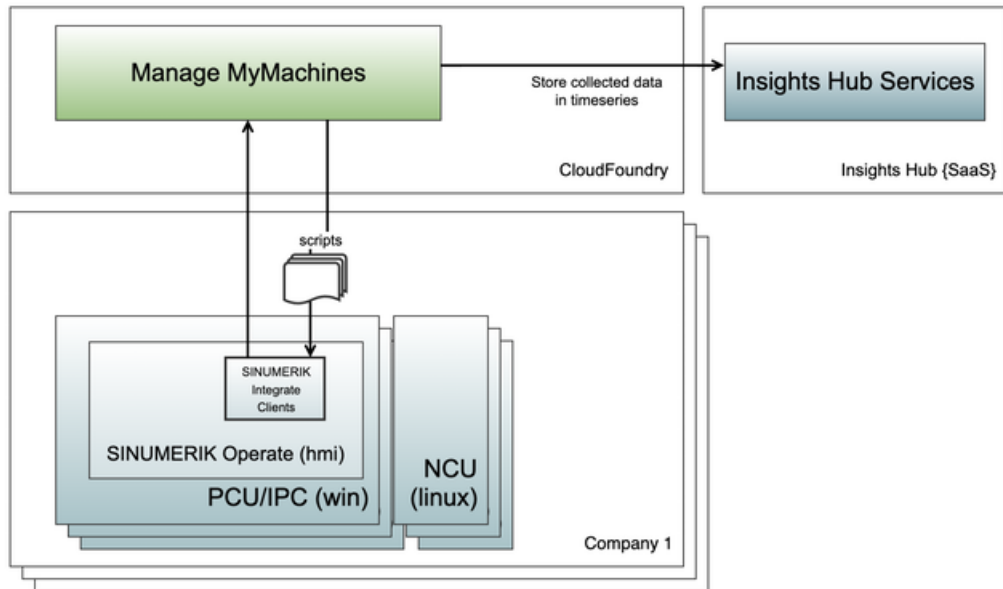 Manage MyMachines
Store collected data
in timeseries
Insights Hub Services
CloudFoundry
Insights Hub {SaaS}
scripts
SINUMERIK
Integrate
Clients
SINUMERIK Operate (hmi)
PCU/IPC (win)
NCU
(linux)
Company 1